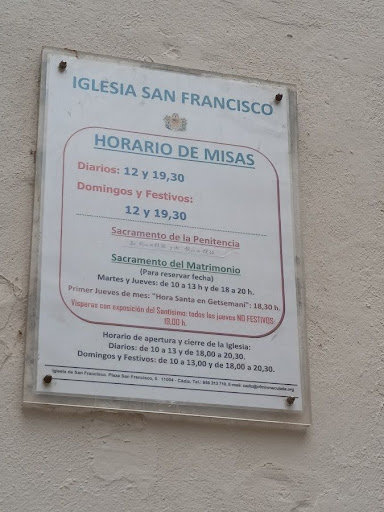 IGLESIA SAN FRANCISCO
HORARIO DE MISAS
Diarios: 12 y 19,30
Domingos y Festivos:
12 y 19,30
Sacramento de la Penitencia
Sacramento del Matrimonio
(Para reservar fecha)
Martes y Jueves: de 10 a 13 h y de 18 a 20 h.
Primer Jueves de mes: "Hora Santa en Getsemaní": 18,30 h.
Vísperas con exposición del Santísimo: todos los jueves NO FESTIVOS:
19,00 h.
Horario de apertura y cierre de la Iglesia:
Diarios: de 10 a 13 y de 18,00 a 20,30.
Domingos y Festivos: de 10 a 13,00 y de 18,00 a 20,30.
Iglesia de San Francisco. Plaza San Francisco, 11004 - Cádiz. Tel.: E-mail: